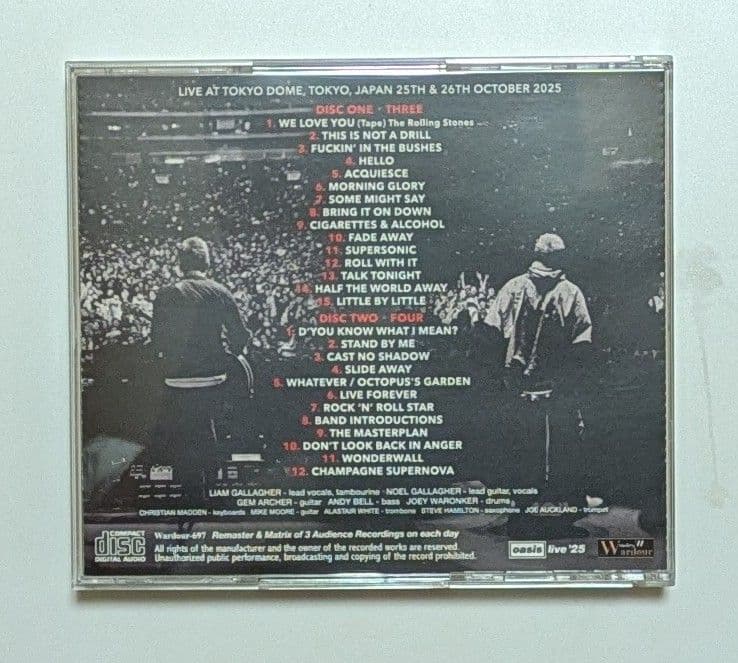 LIVE AT TOKYO DOME, TOKYO, JAPAN 25TH & 26TH OCTOBER 2025
DISC ONE - THREE
1. WE LOVE YOU (Tape) The Rolling Stones
2. THIS IS NOT A DRILL
3. FUCKIN' IN THE BUSHES
4. HELLO
5. ACQUIESCE
6. MORNING GLORY
7. SOME MIGHT SAY
8. BRING IT ON DOWN
9. CIGARETTES & ALCOHOL
10. FADE AWAY
11. SUPERSONIC
12. ROLL WITH IT
13. TALK TONIGHT
14. HALF THE WORLD AWAY
15. LITTLE BY LITTLE
DISC TWO - FOUR
1. D'YOU KNOW WHAT I MEAN?
2. STAND BY ME
3. CAST NO SHADOW
4. SLIDE AWAY
5. WHATEVER / OCTOPUS'S GARDEN
6. LIVE FOREVER
7. ROCK 'N' ROLL STAR
8. BAND INTRODUCTIONS
9. THE MASTERPLAN
10. DON'T LOOK BACK IN ANGER
11. WONDERWALL
12. CHAMPAGNE SUPERNOVA
LIAM GALLAGHER - lead vocals, tambourine · NOEL GALLAGHER - lead guitar, vocals
GEM ARCHER - guitar ANDY BELL - bass JOEY WARONKER - drums
CHRISTIAN MADDEN - keyboards MIKE MOORE - guitar ALASTAIR WHITE - trombone STEVE HAMILTON - saxophone JOE AUCKLAND - trumpet
COMPACT
disc
DIGITAL AUDIO
Wardour-697 Remaster & Matrix of 3 Audience Recordings on each day
All rights of the manufacturer and the owner of the recorded works are reserved.
Unauthorized public performance, broadcasting and copying of the record prohibited.
oasis live '25
Wardour